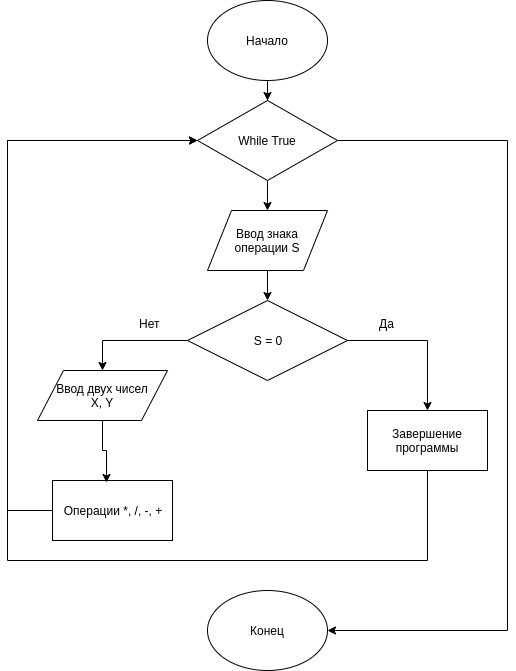 Начало
While True
Ввод знака
операции S
Нет
Да
S = 0
Ввод двух чисел
X, Y
Завершение
программы
Операции *, /, -, +
Конец